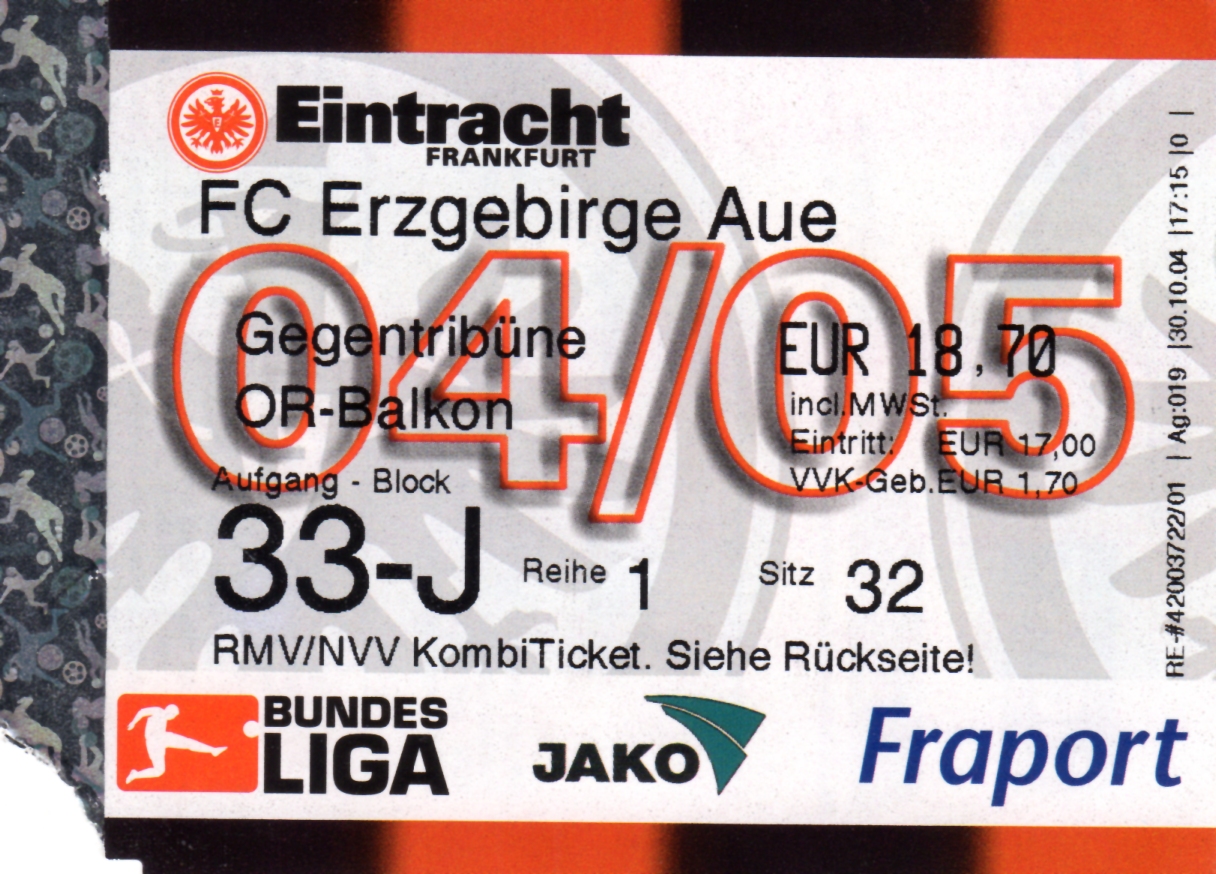 Eintracht
FRANKFURT
FC Erzgebirge Aue
04/05
Gegentribüne
OR-Balkon
EUR 18,70
incl.MWSt.
Eintritt: EUR 17,00
VVK-Geb.EUR 1,70
Aufgang - Block
33-J Reihe 1 Sitz 32
RMV/NVV KombiTicket. Siehe Rückseite!
BUNDES
LIGA
JAKO
Fraport
RE-#42003722/01 | Ag:019 |30.10.04 |17:15 |0 |